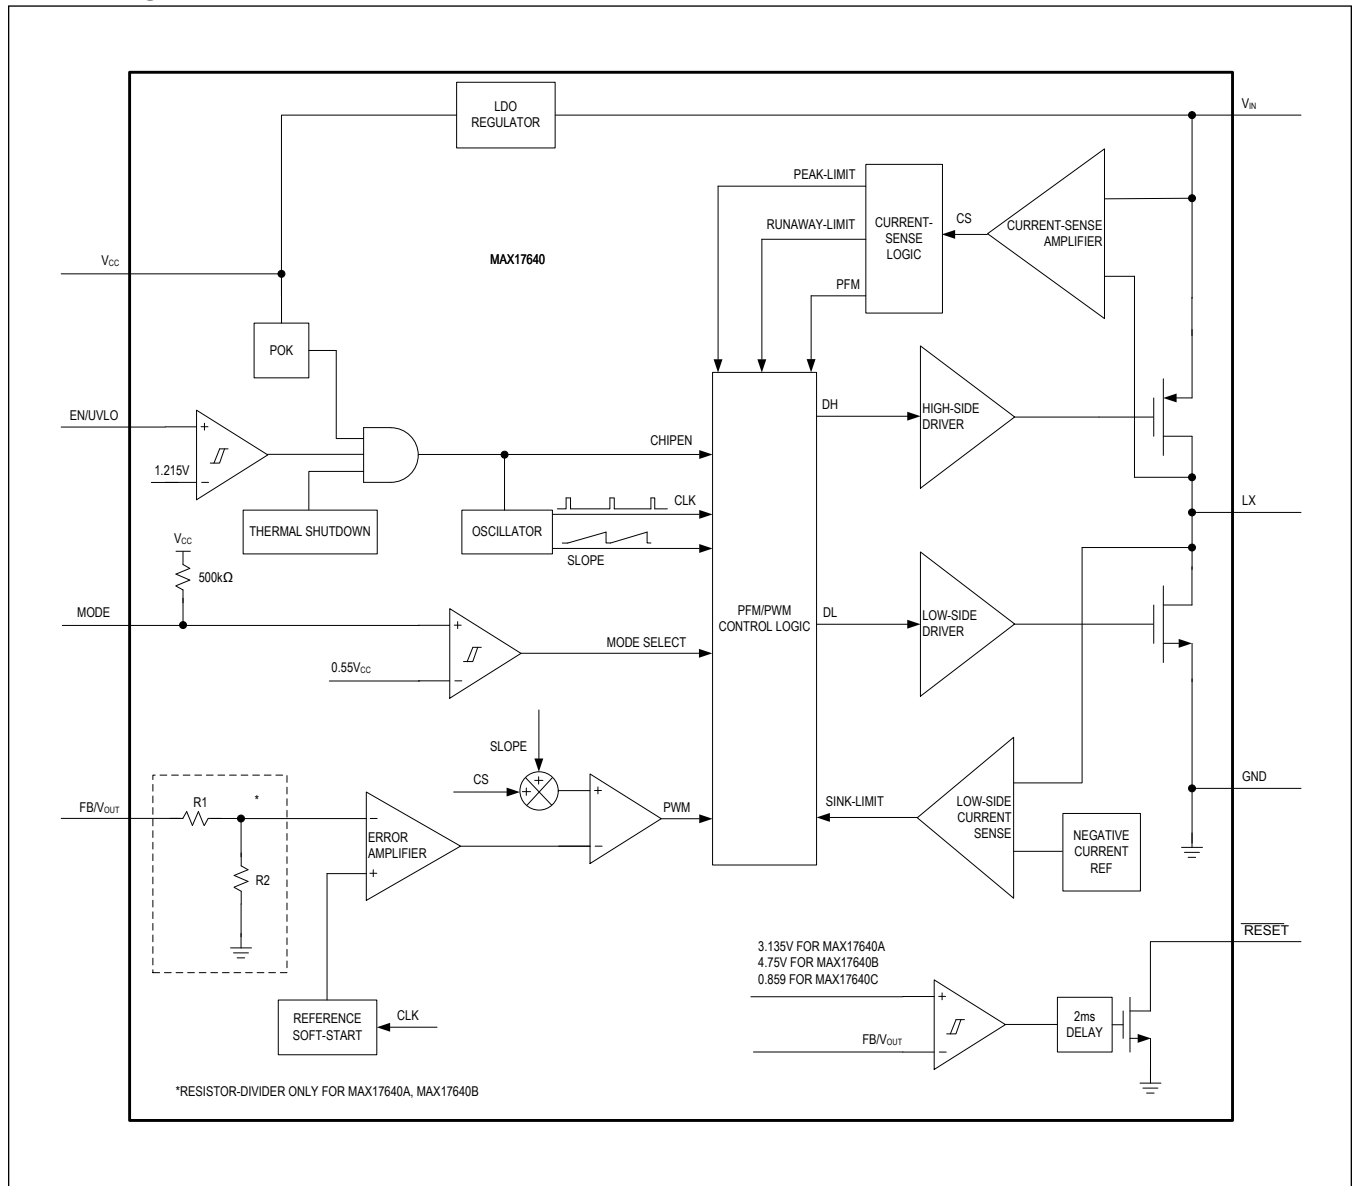 LDO
REGULATOR
VIN
PEAK-LIMIT
RUNAWAY-LIMIT
PFM
CURRENT-
SENSE
LOGIC
CS
CURRENT-SENSE
AMPLIFIER
VCC
MAX17640
POK
EN/UVLO
+
1.215V
−
THERMAL SHUTDOWN
CHIPEN
OSCILLATOR
CLK
SLOPE
DH
HIGH-SIDE
DRIVER
LX
VCC
500kΩ
MODE
+
0.55VCC
−
MODE SELECT
PFM/PWM
CONTROL LOGIC
DL
LOW-SIDE
DRIVER
SLOPE
CS
+
+
+
−
PWM
FB/VOUT
R1
*
R2
−
ERROR
AMPLIFIER
+
SINK-LIMIT
LOW-SIDE
CURRENT
SENSE
NEGATIVE
CURRENT
REF
GND
REFERENCE
SOFT-START
CLK
RESET
3.135V FOR MAX17640A
4.75V FOR MAX17640B
0.859 FOR MAX17640C
+
FB/VOUT
−
2ms
DELAY
*RESISTOR-DIVIDER ONLY FOR MAX17640A, MAX17640B